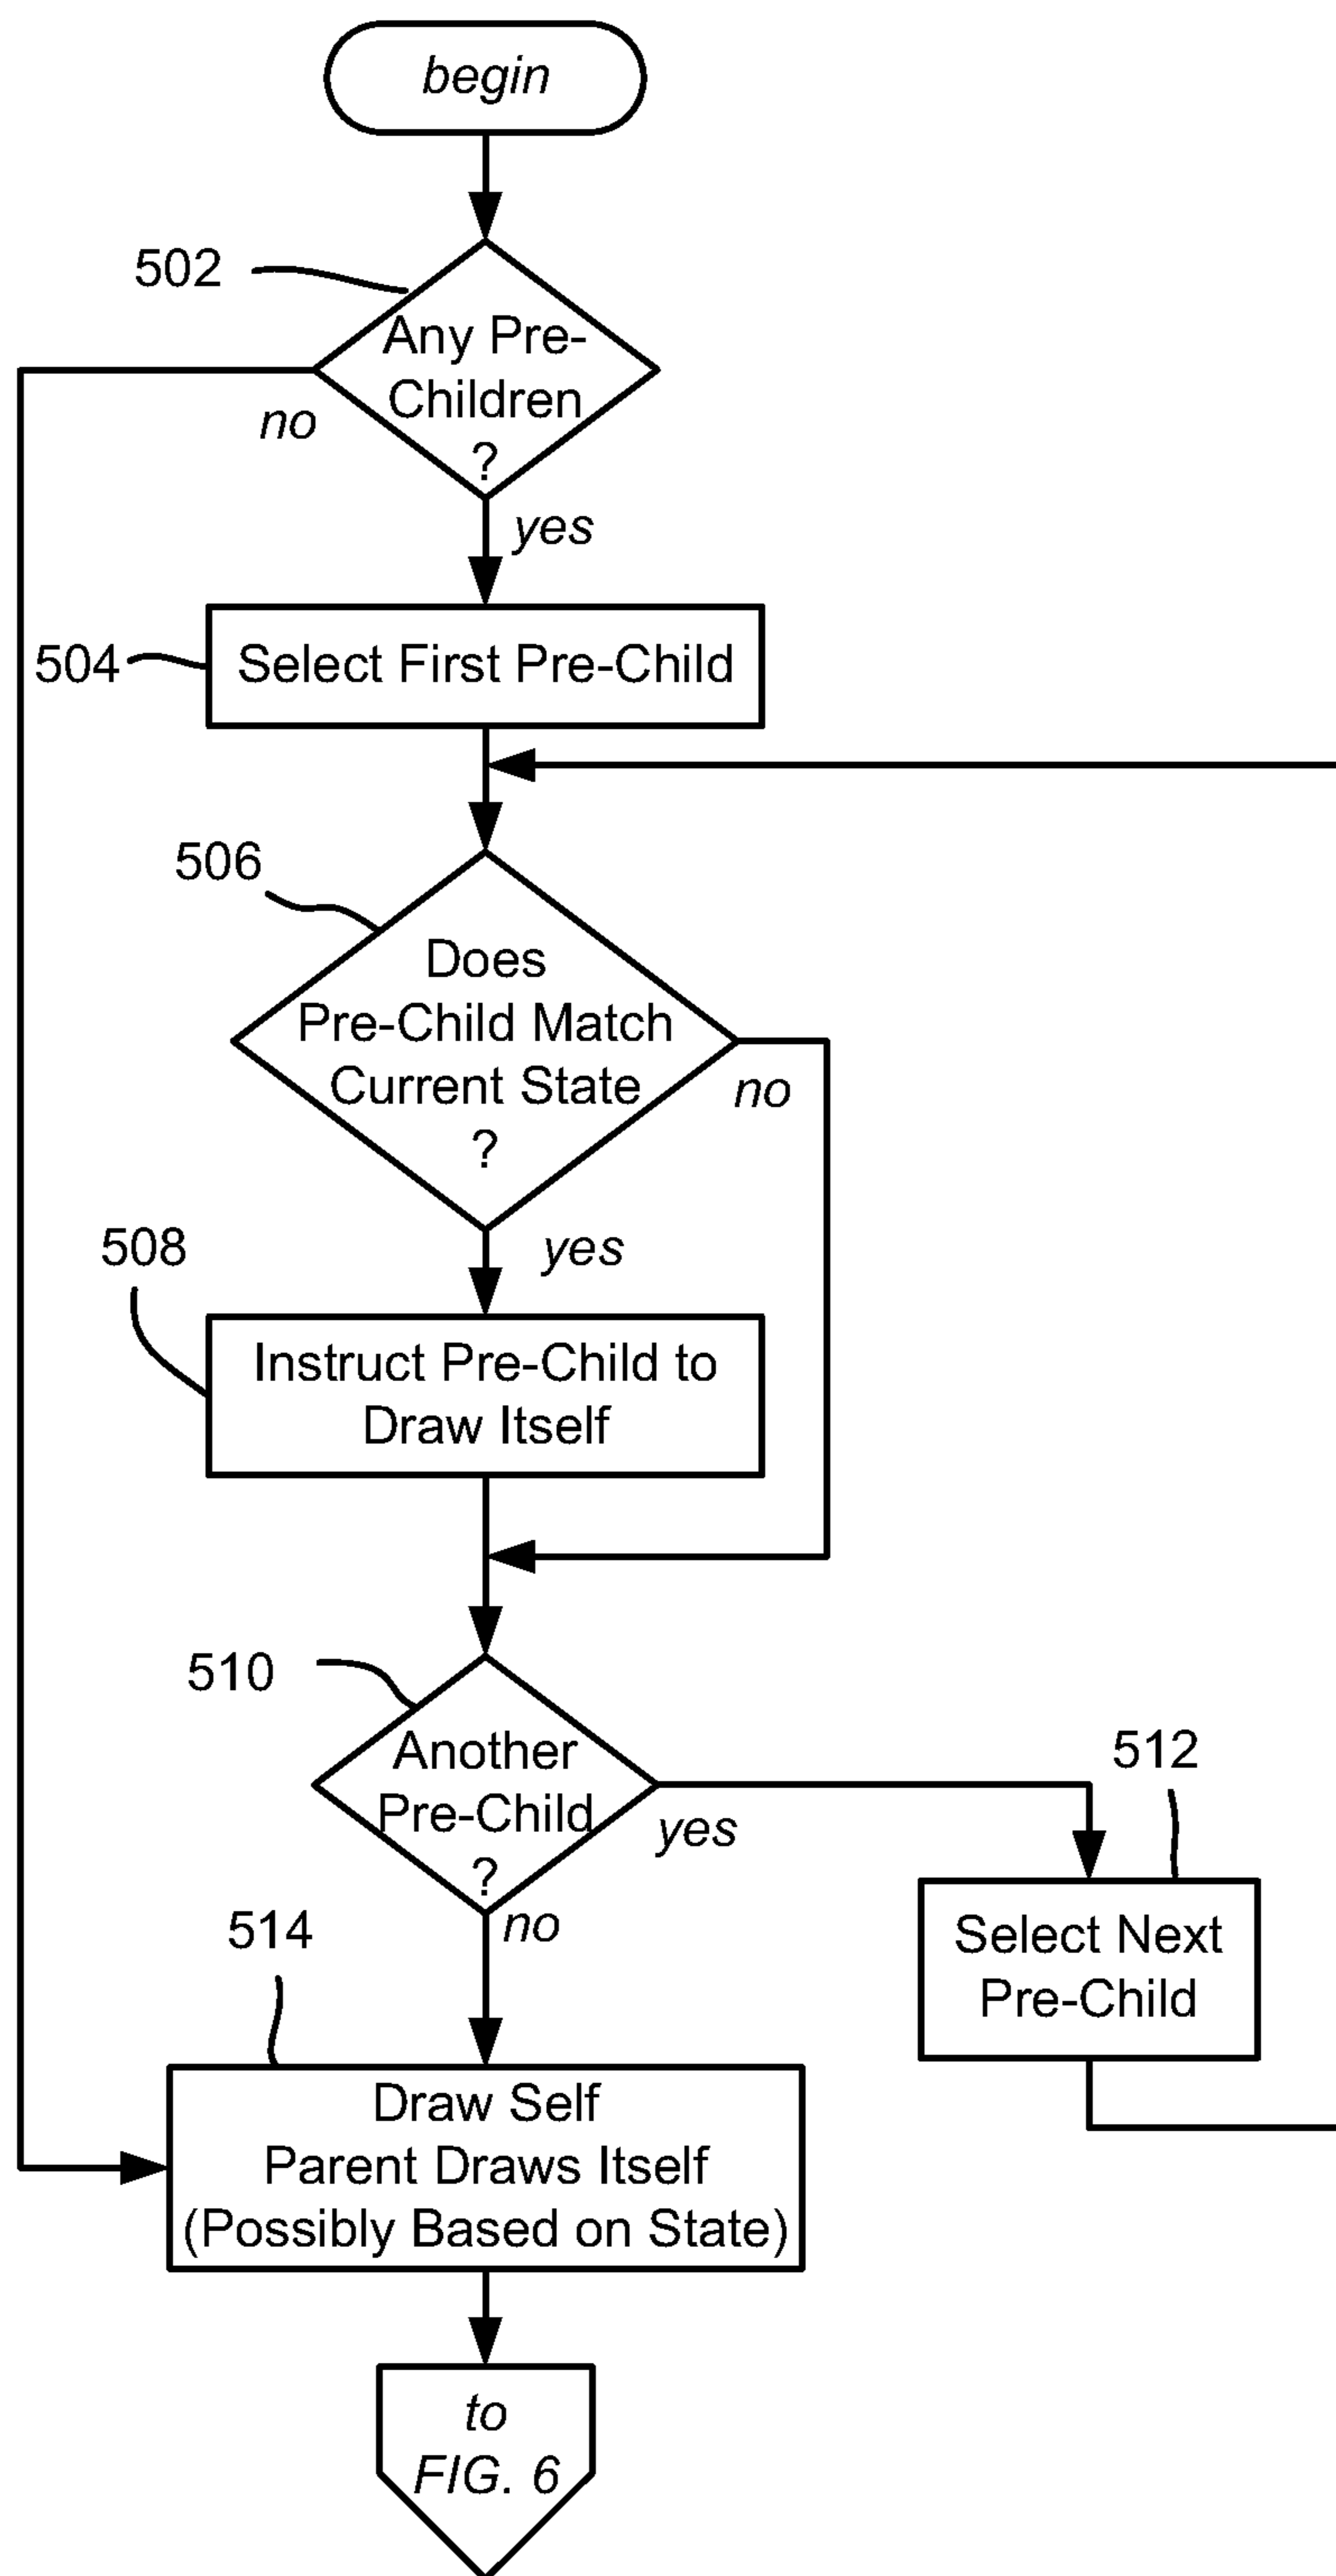 begin
502
Any Pre-
Children
?
no
yes
504
Select First Pre-Child
506
Does
Pre-Child Match
Current State
?
no
yes
508
Instruct Pre-Child to
Draw Itself
510
Another
Pre-Child
?
yes
no
512
Select Next
Pre-Child
514
Draw Self
Parent Draws Itself
(Possibly Based on State)
to
FIG. 6